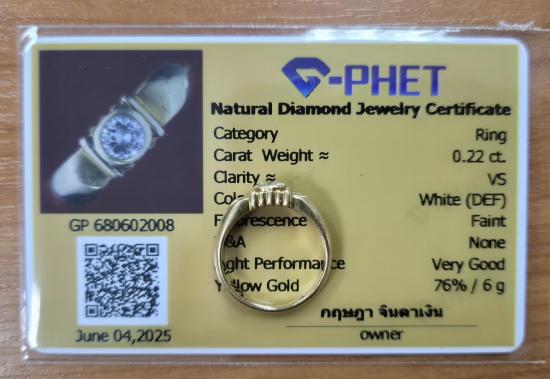 G-PHET
Natural Diamond Jewelry Certificate
Category Ring
Carat Weight ≈ 0.22 ct.
Clarity ≈ VS
White (DEF)
GP 680602008
Faint
None
Performance Very Good
Gold 76% / 6 g
กฤษฎา จินดาเงิน
June 04,2025
owner